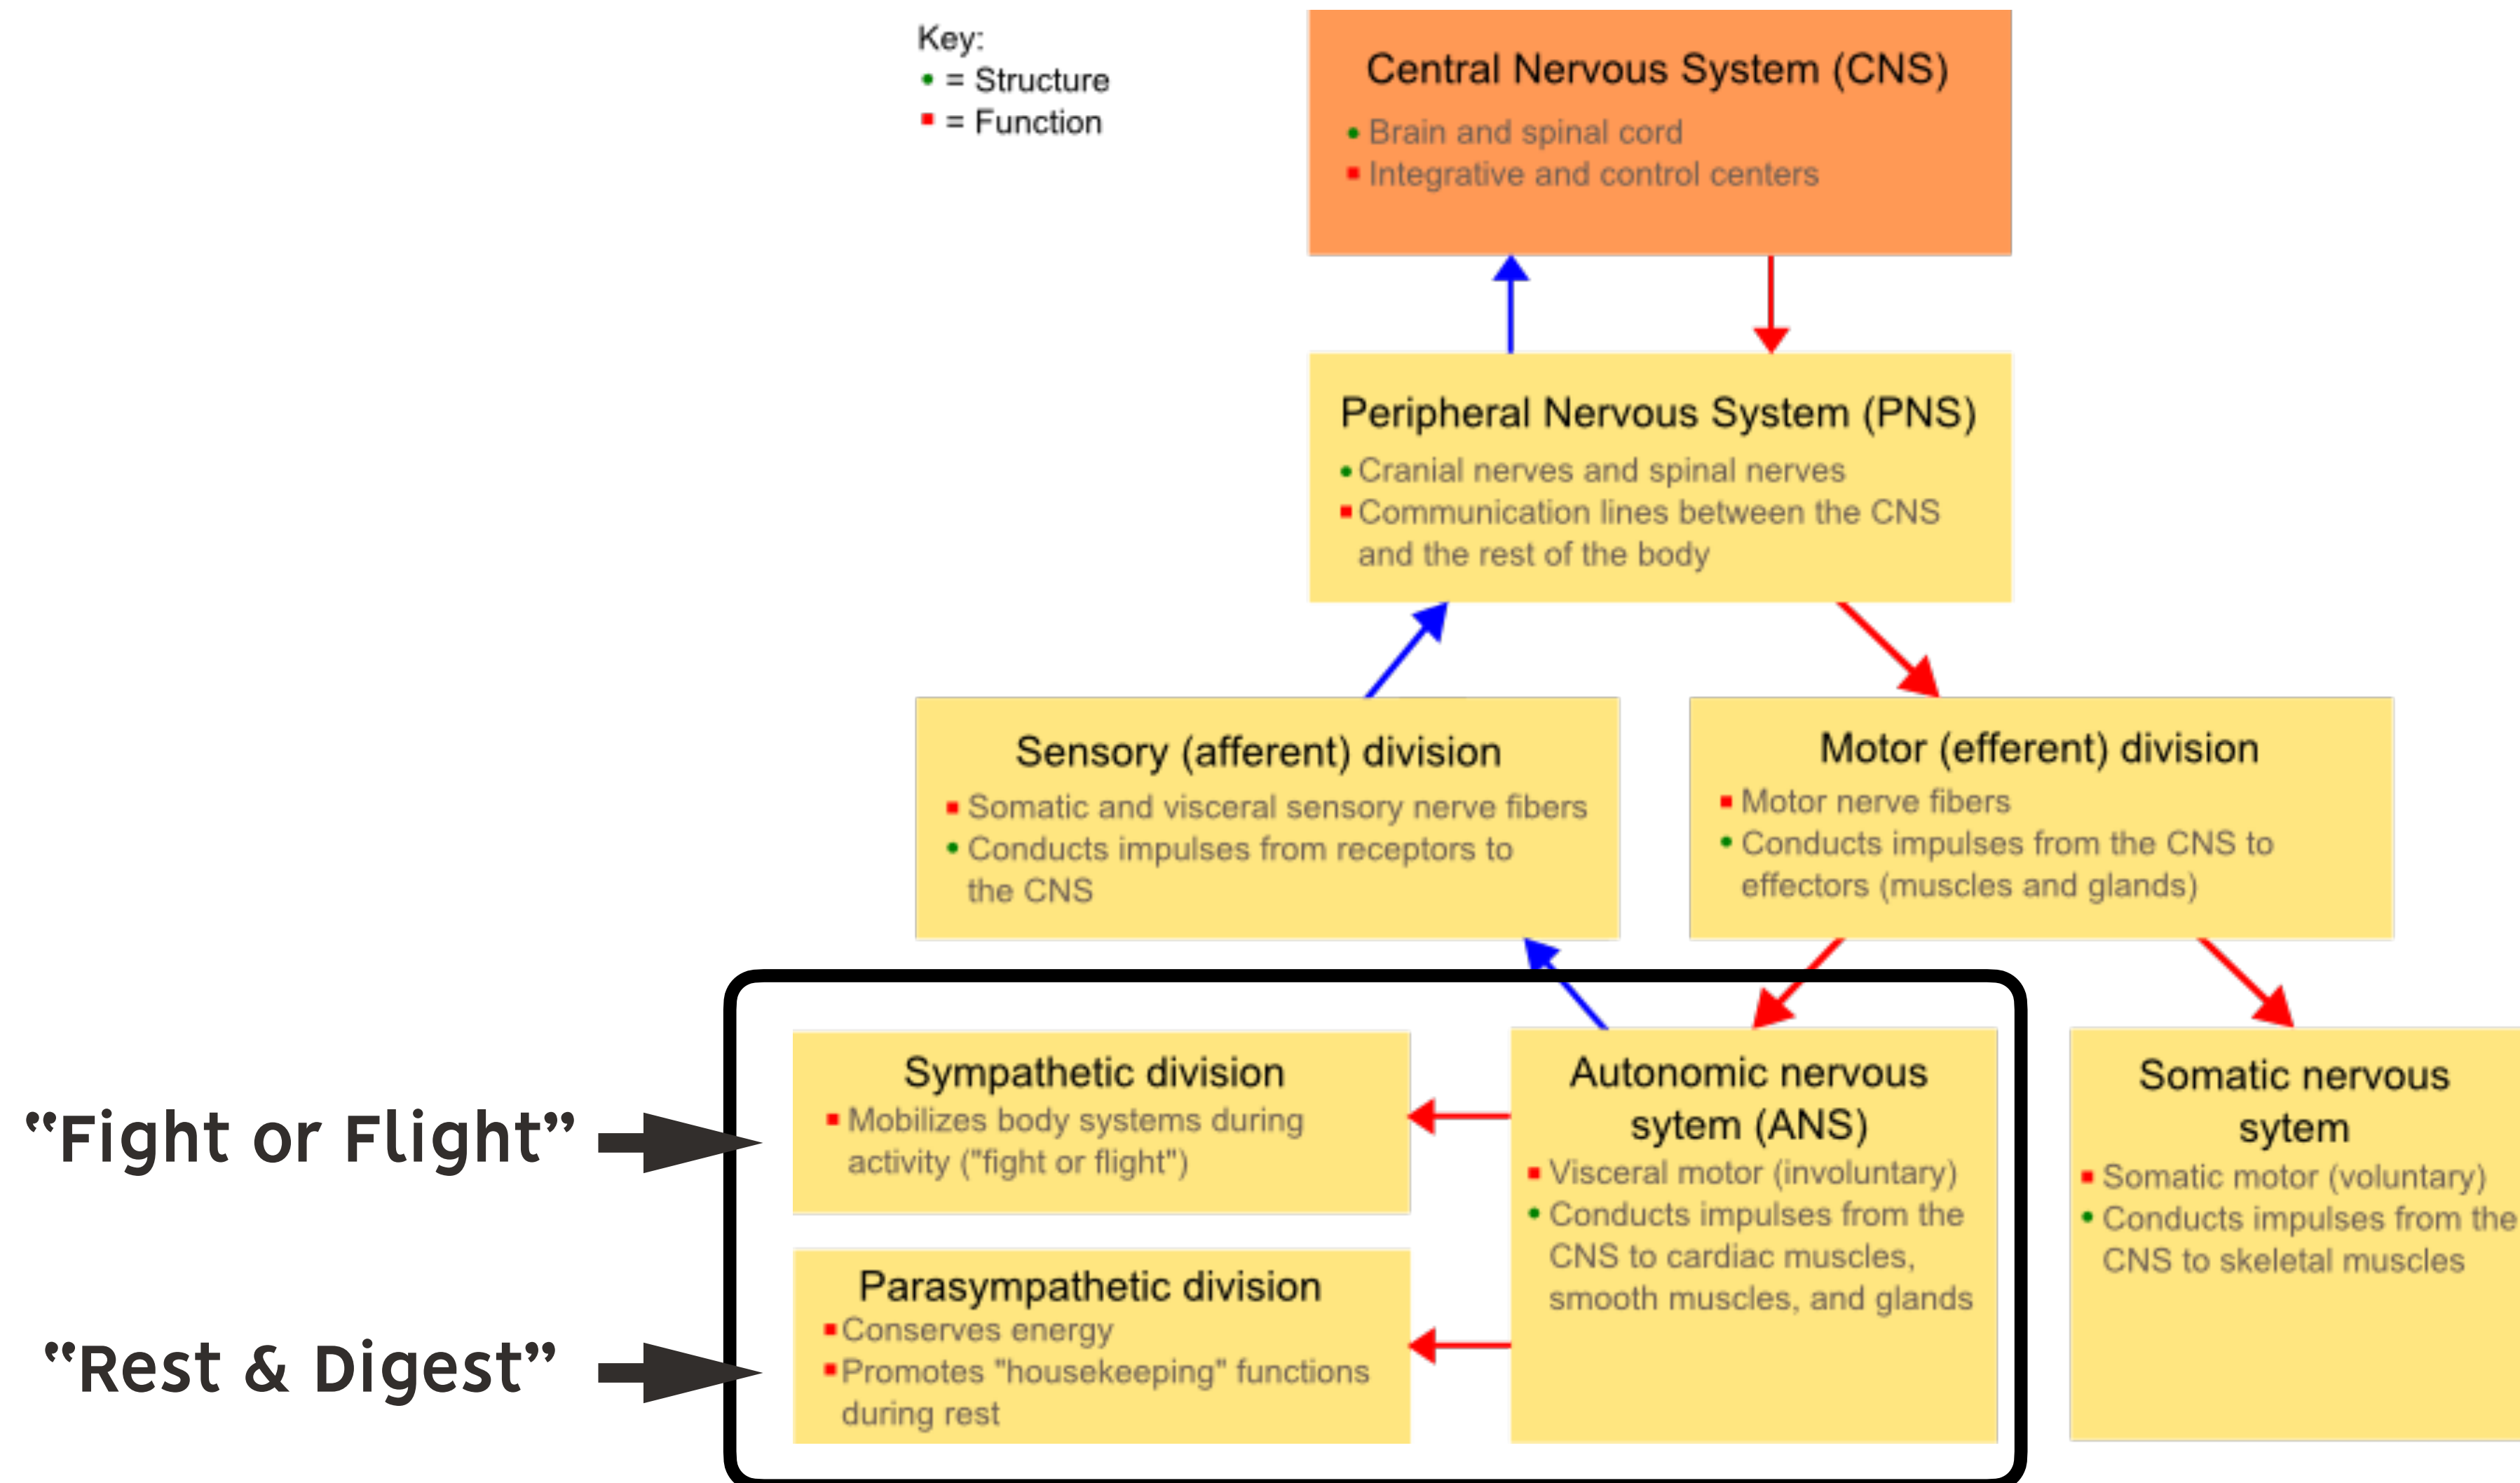 Key:
• = Structure
▪ = Function
Central Nervous System (CNS)
• Brain and spinal cord
▪ Integrative and control centers
Peripheral Nervous System (PNS)
• Cranial nerves and spinal nerves
▪ Communication lines between the CNS
and the rest of the body
Sensory (afferent) division
▪ Somatic and visceral sensory nerve fibers
• Conducts impulses from receptors to
the CNS
Motor (efferent) division
▪ Motor nerve fibers
• Conducts impulses from the CNS to
effectors (muscles and glands)
“Fight or Flight”
Sympathetic division
▪ Mobilizes body systems during
activity ("fight or flight")
“Rest & Digest”
Parasympathetic division
▪ Conserves energy
▪ Promotes "housekeeping" functions
during rest
Autonomic nervous
sytem (ANS)
▪ Visceral motor (involuntary)
• Conducts impulses from the
CNS to cardiac muscles,
smooth muscles, and glands
Somatic nervous
sytem
▪ Somatic motor (voluntary)
• Conducts impulses from the
CNS to skeletal muscles